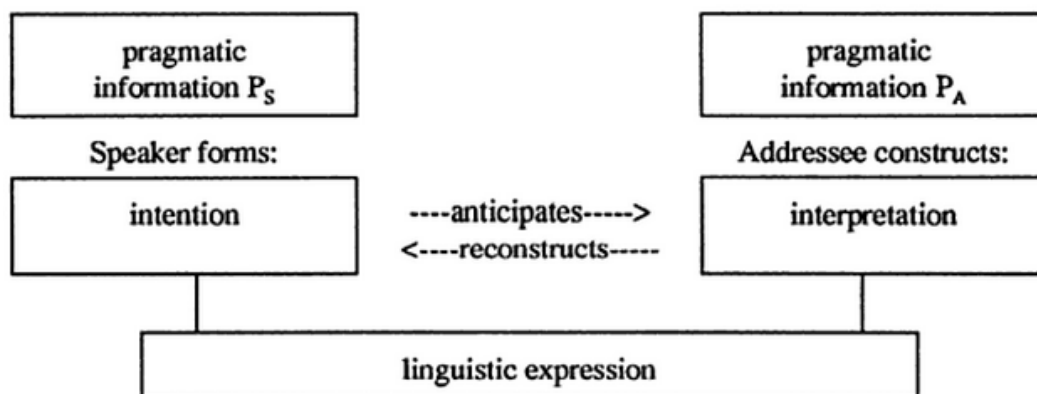 pragmatic
information P_S
pragmatic
information P_A
Speaker forms:
Addressee constructs:
intention
----anticipates----->
interpretation
<----reconstructs-----
linguistic expression